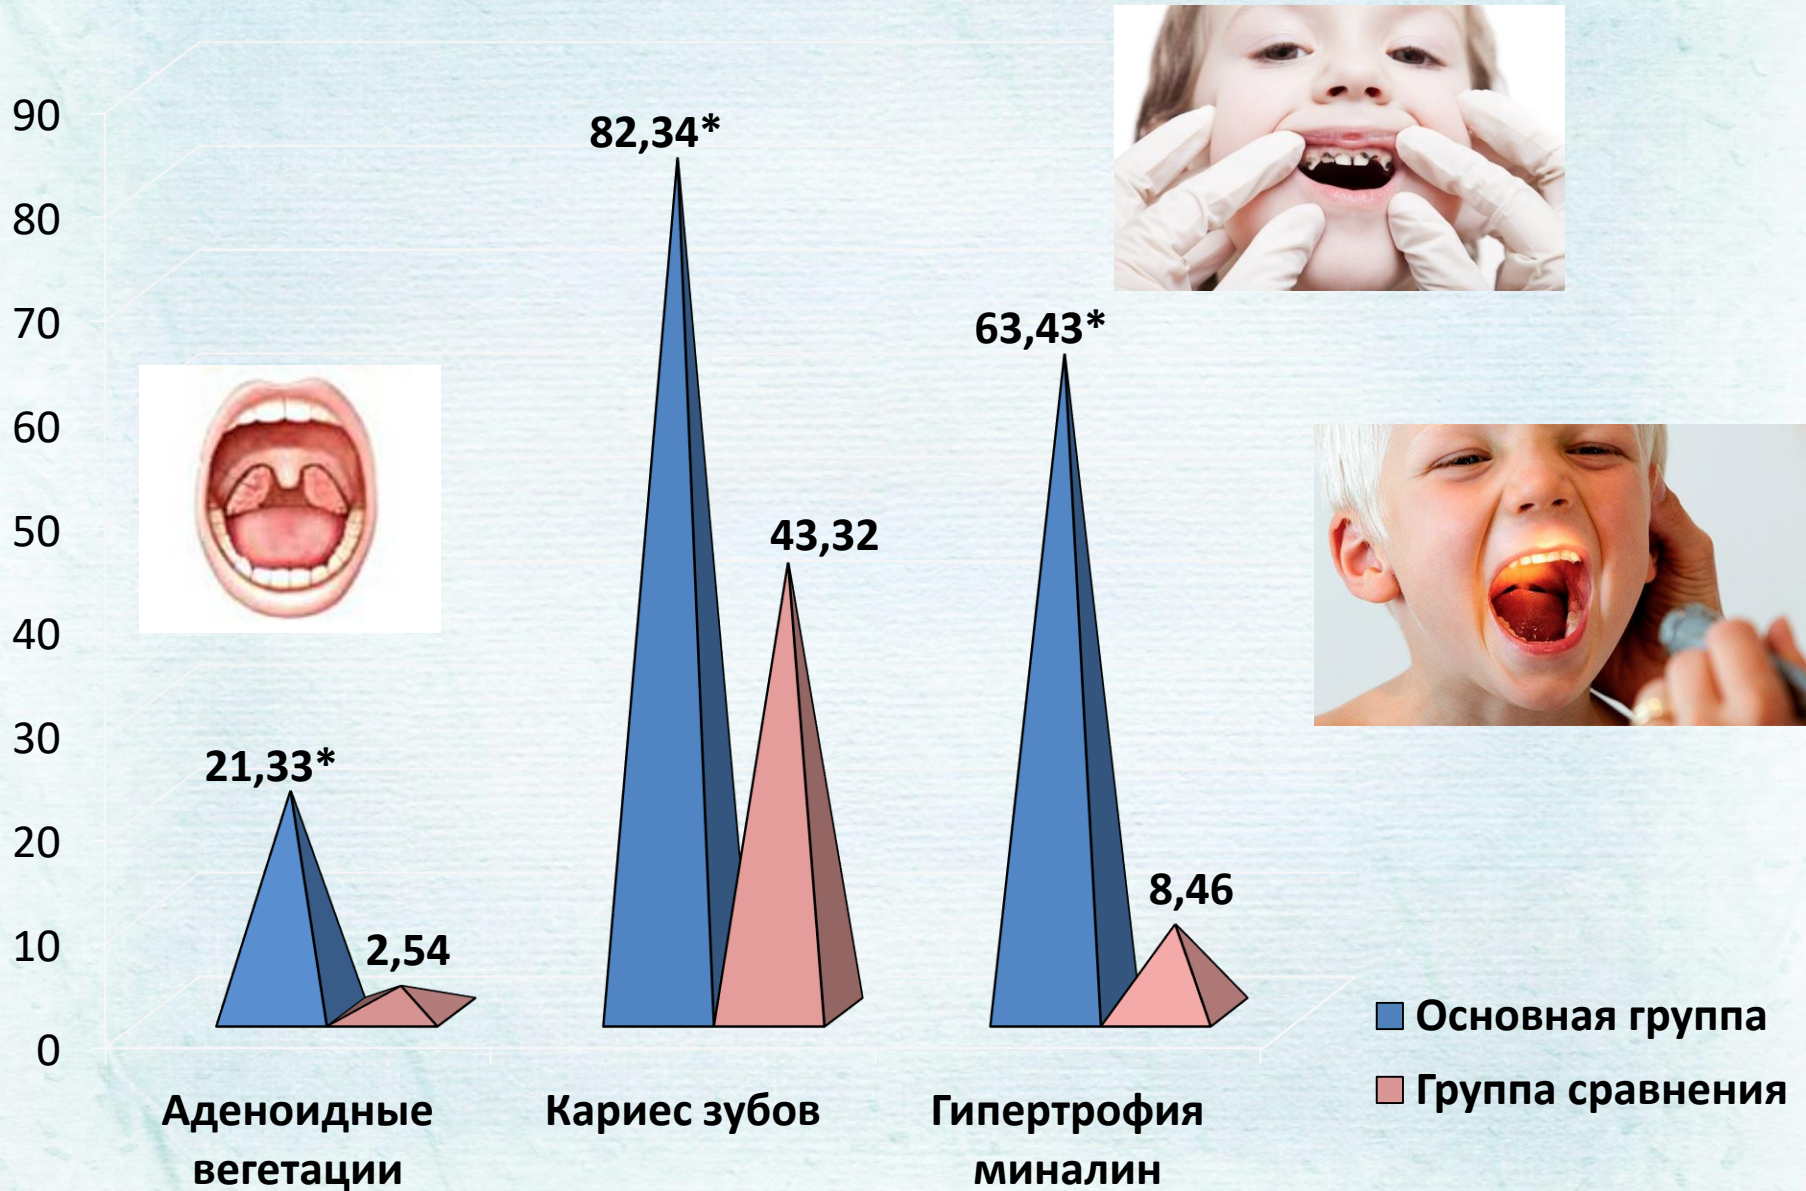 90
80
70
60
50
40
30
20
10
0
82,34*
63,43*
43,32
21,33*
8,46
2,54
Основная группа
Группа сравнения
Аденоидные
вегетации
Кариес зубов
Гипертрофия
миналин